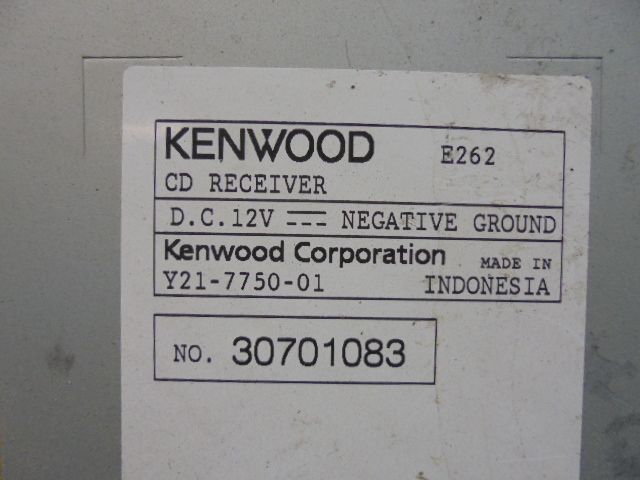 KENWOOD E262
CD RECEIVER
D.C.12V ⎓ NEGATIVE GROUND
Kenwood Corporation MADE IN
Y21-7750-01 INDONESIA
NO. 30701083